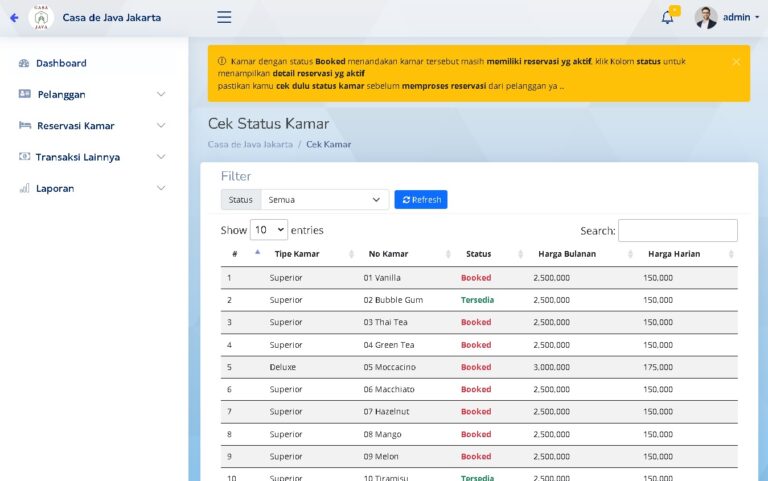 CASA
JAVA
Casa de Java Jakarta
admin
Dashboard
Pelanggan
Reservasi Kamar
Transaksi Lainnya
Laporan
Kamar dengan status Booked menandakan kamar tersebut masih memiliki reservasi yg aktif, klik Kolom status untuk
menampilkan detail reservasi yg aktif
pastikan kamu cek dulu status kamar sebelum memproses reservasi dari pelanggan ya ..
Cek Status Kamar
Casa de Java Jakarta / Cek Kamar
Filter
Status Semua Refresh
Show 10 entries Search:
# Tipe Kamar No Kamar Status Harga Bulanan Harga Harian
1 Superior 01 Vanilla Booked 2,500,000 150,000
2 Superior 02 Bubble Gum Tersedia 2,500,000 150,000
3 Superior 03 Thai Tea Booked 2,500,000 150,000
4 Superior 04 Green Tea Booked 2,500,000 150,000
5 Deluxe 05 Moccacino Booked 3,000,000 175,000
6 Superior 06 Macchiato Booked 2,500,000 150,000
7 Superior 07 Hazelnut Booked 2,500,000 150,000
8 Superior 08 Mango Booked 2,500,000 150,000
9 Superior 09 Melon Booked 2,500,000 150,000
10 Superior 10 Tiramisu Tersedia 2,500,000 150,000